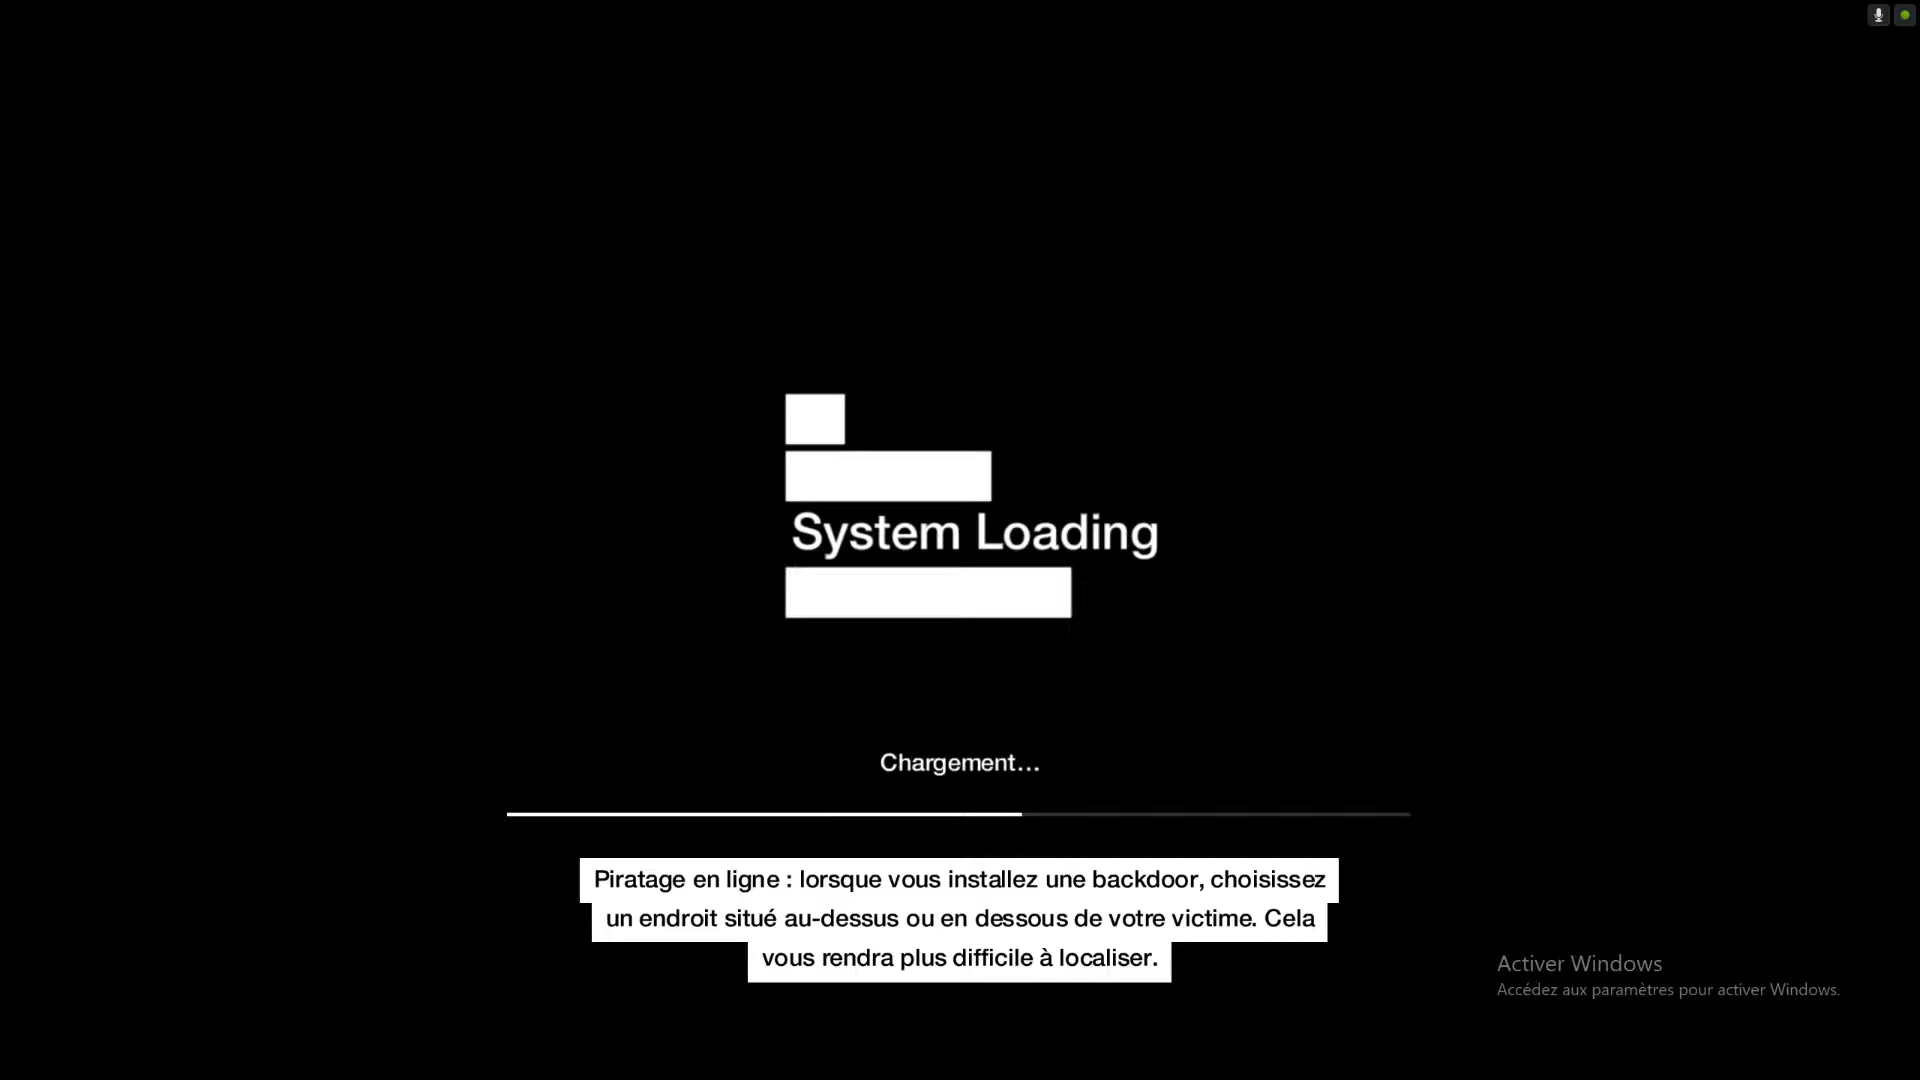 System Loading
Chargement...
Piratage en ligne : lorsque vous installez une backdoor, choisissez
un endroit situé au-dessus ou en dessous de votre victime. Cela
vous rendra plus difficile à localiser.
Activer Windows
Accédez aux paramètres pour activer Windows.